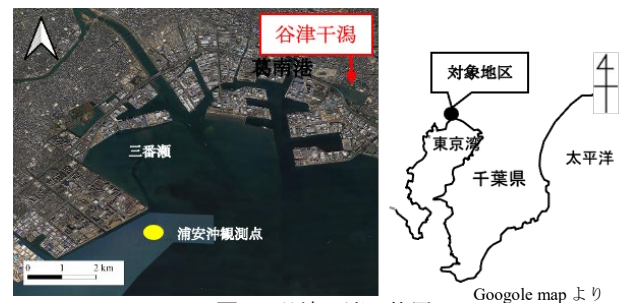 谷津干潟
葛南港
三番瀬
浦安沖観測点
0 1 2 km
対象地区
東京湾
千葉県
太平洋
Googole map より